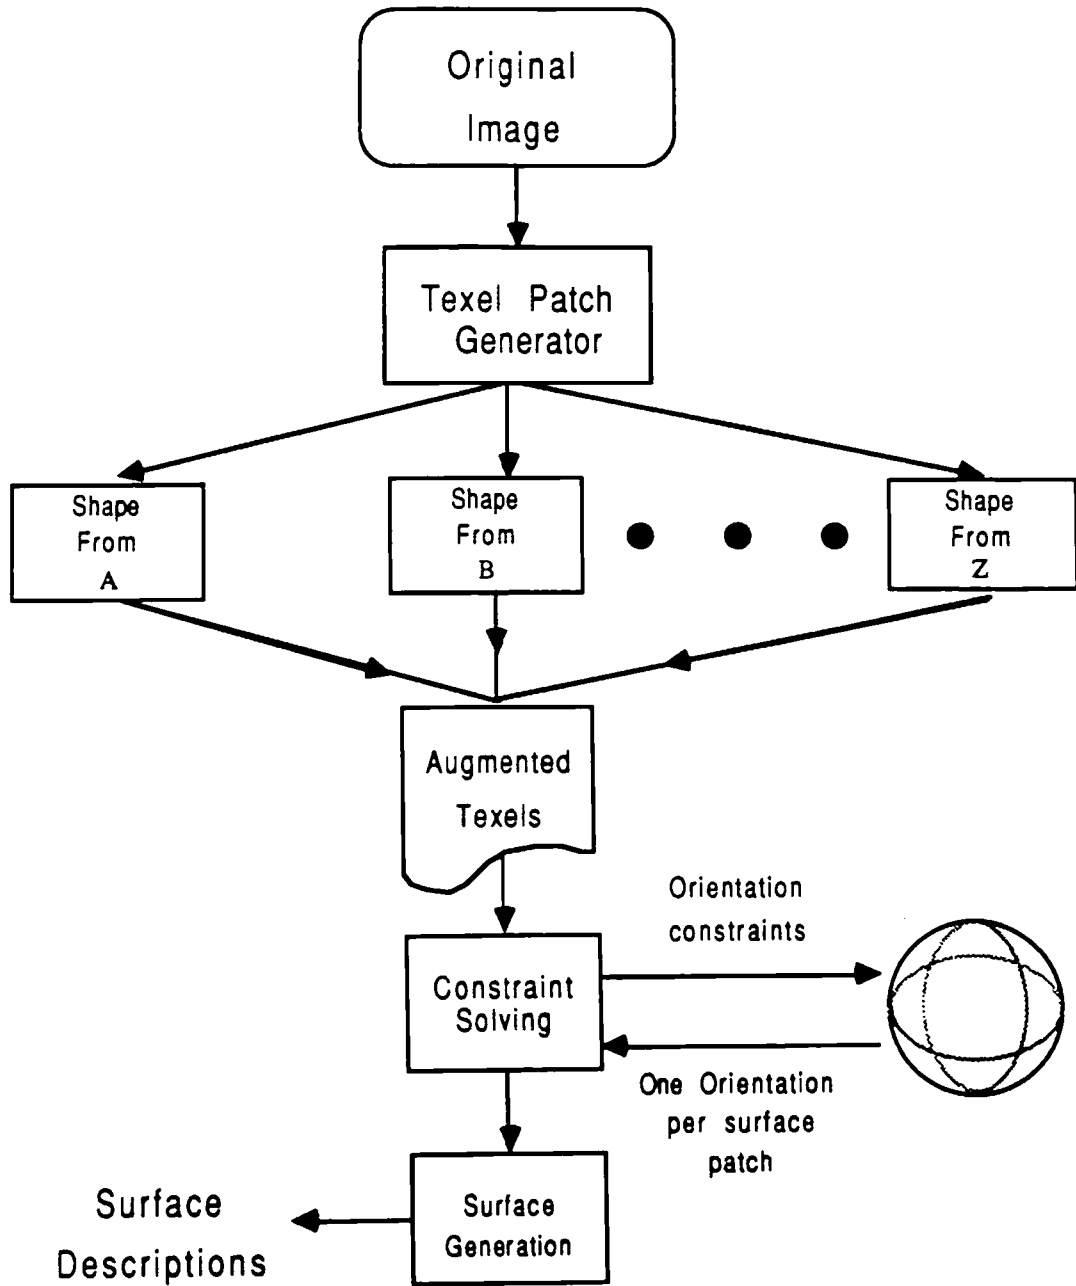 Original
Image
Texel Patch
Generator
Shape
From
A
Shape
From
B
Shape
From
Z
Augmented
Texels
Orientation
constraints
Constraint
Solving
One Orientation
per surface
patch
Surface
Generation
Surface
Descriptions